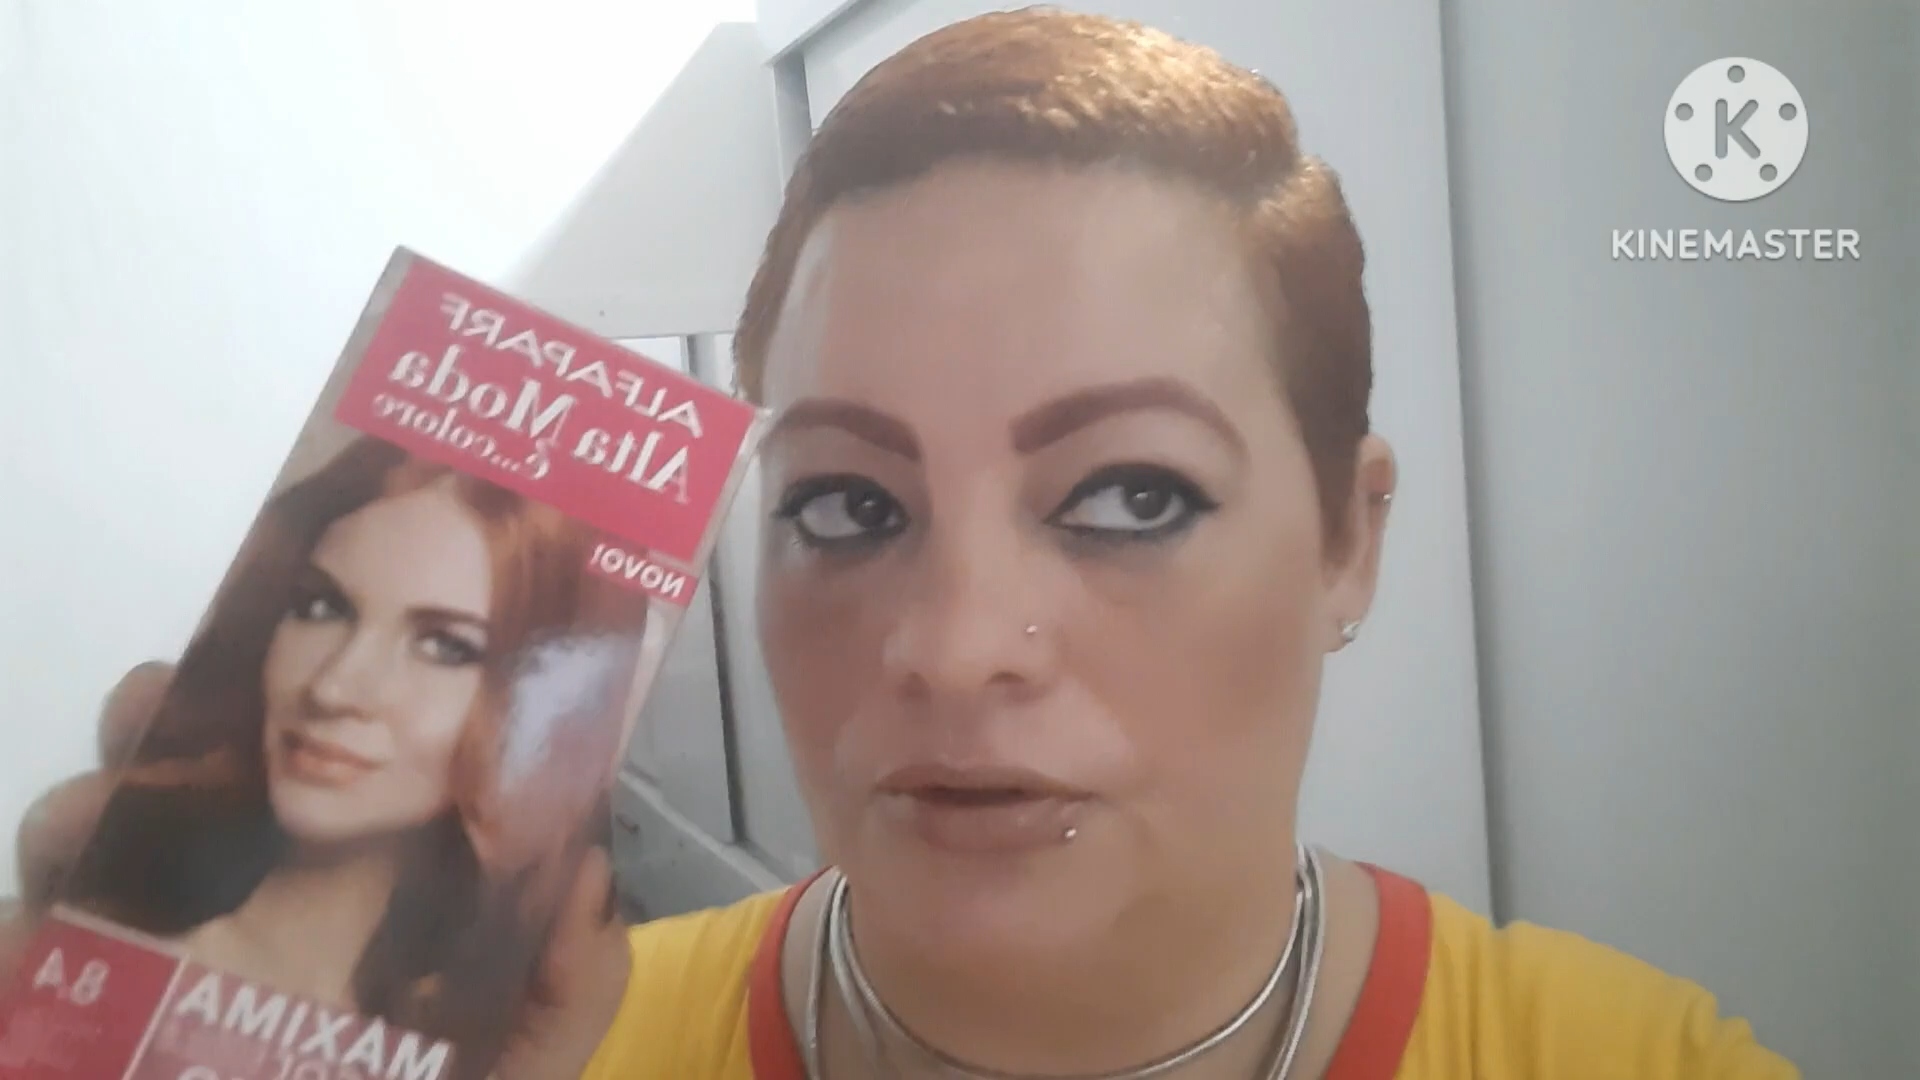 K
KINEMASTER
ALFAPARF
Alta Moda
è...colore
NOVO!
8.4
MAXIMA